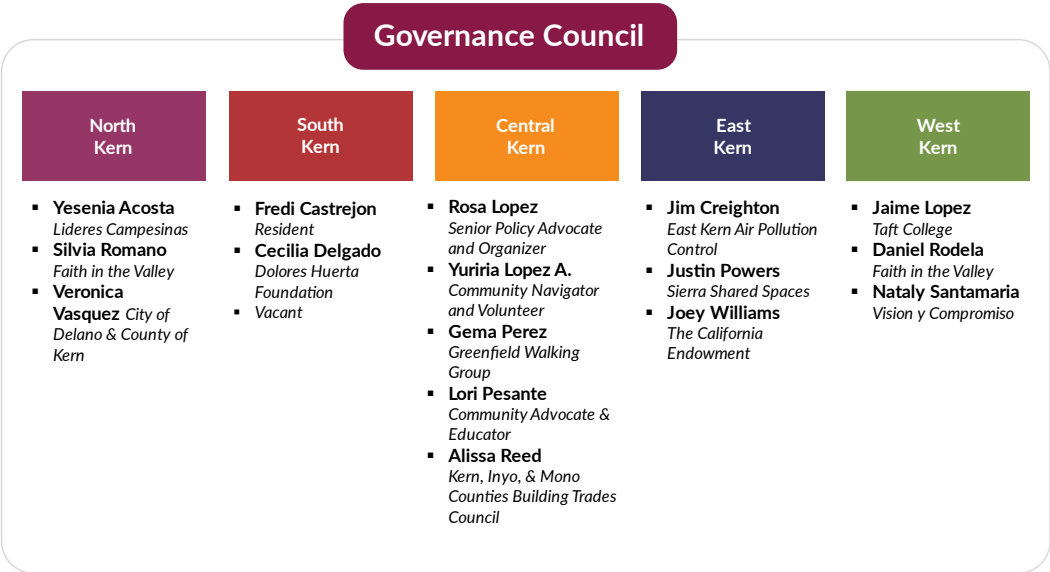 Governance Council
North
Kern
Yesenia Acosta
Lideres Campesinas
Silvia Romano
Faith in the Valley
Veronica
Vasquez City of
Delano & County of
Kern
South
Kern
Fredi Castrejon
Resident
Cecilia Delgado
Dolores Huerta
Foundation
Vacant
Central
Kern
Rosa Lopez
Senior Policy Advocate
and Organizer
Yuriria Lopez A.
Community Navigator
and Volunteer
Gema Perez
Greenfield Walking
Group
Lori Pesante
Community Advocate &
Educator
Alissa Reed
Kern, Inyo, & Mono
Counties Building Trades
Council
East
Kern
Jim Creighton
East Kern Air Pollution
Control
Justin Powers
Sierra Shared Spaces
Joey Williams
The California
Endowment
West
Kern
Jaime Lopez
Taft College
Daniel Rodela
Faith in the Valley
Nataly Santamaria
Vision y Compromiso